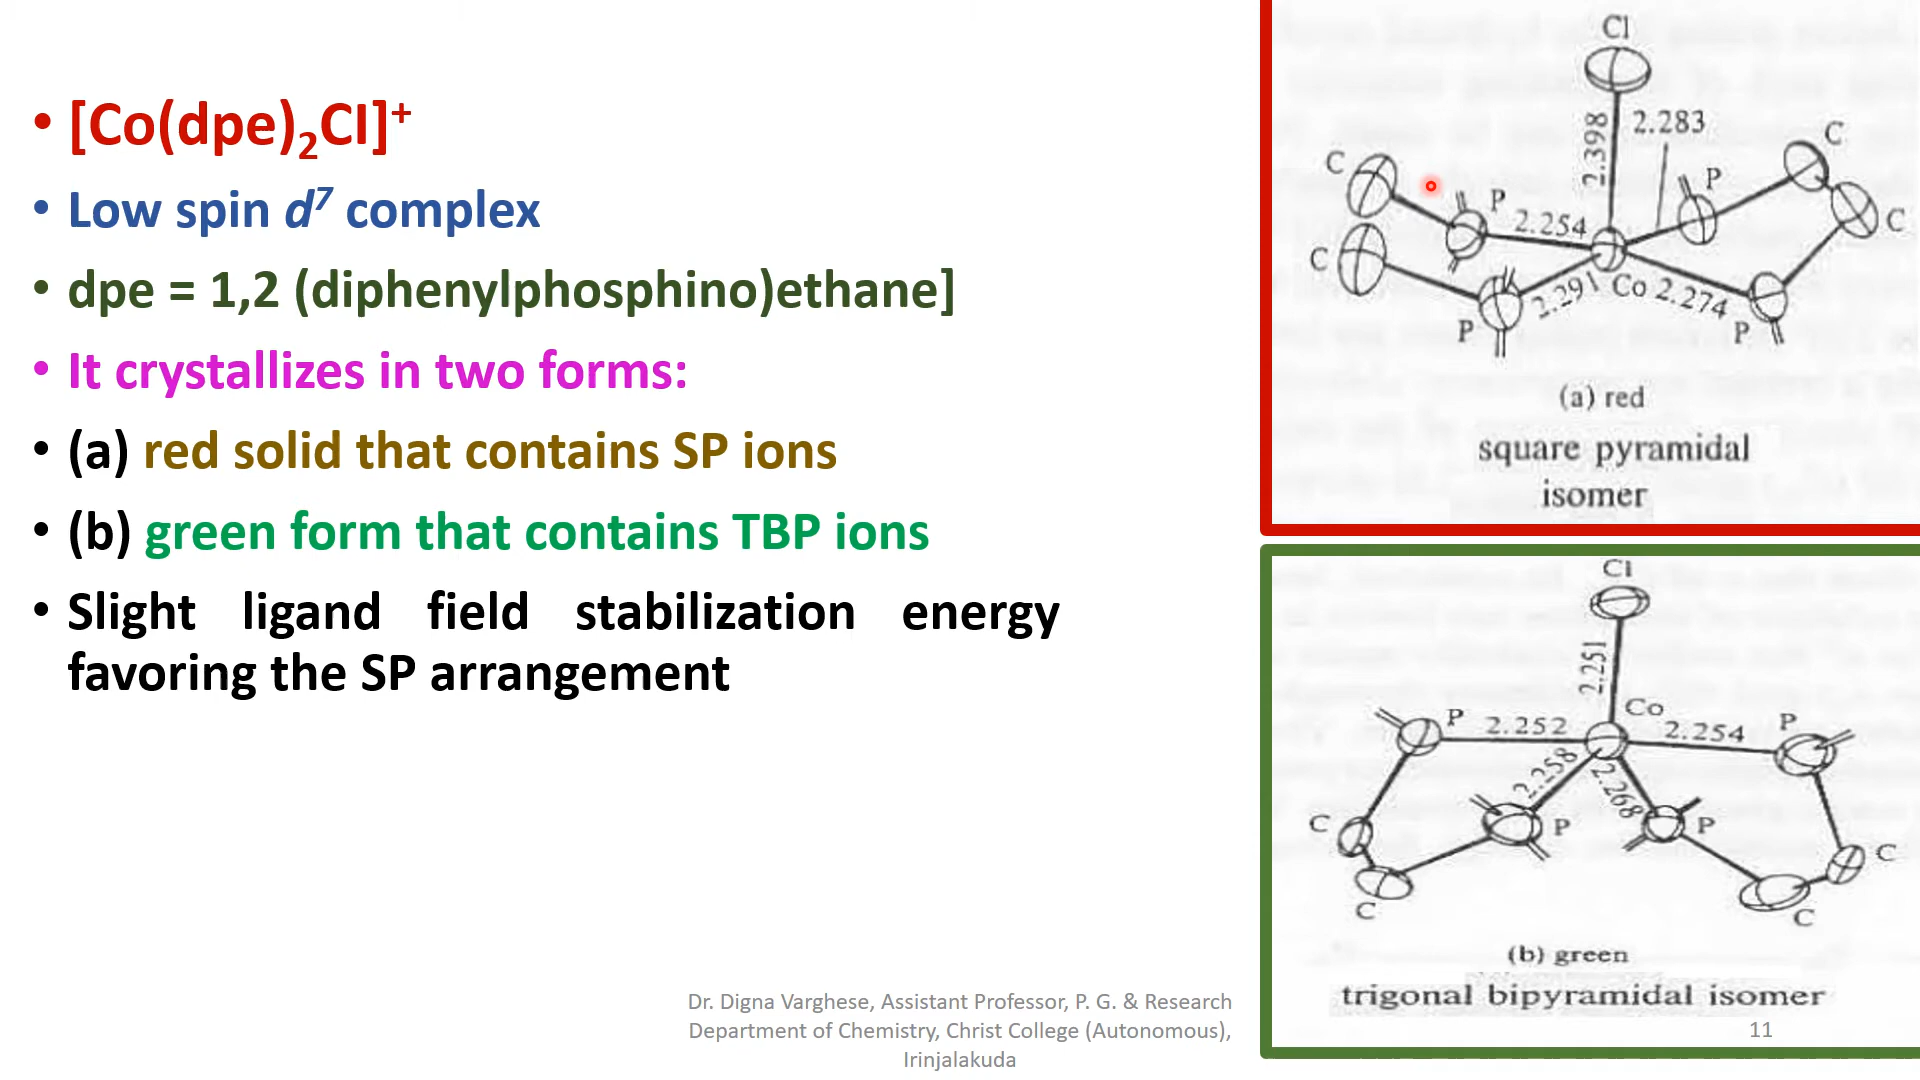 • [Co(dpe)₂CI]⁺
• Low spin d⁷ complex
• dpe = 1,2 (diphenylphosphino)ethane]
• It crystallizes in two forms:
• (a) red solid that contains SP ions
• (b) green form that contains TBP ions
• Slight ligand field stabilization energy
favoring the SP arrangement
Cl
2.398
2.283
C
C
P
P
2.254
C
C
2.291
Co
2.274
P
P
(a) red
square pyramidal
isomer
Cl
2.251
Co
P
2.252
2.254
P
2.258
2.268
C
P
P
C
C
C
(b) green
trigonal bipyramidal isomer
Dr. Digna Varghese, Assistant Professor, P. G. & Research
Department of Chemistry, Christ College (Autonomous),
Irinjalakuda
11